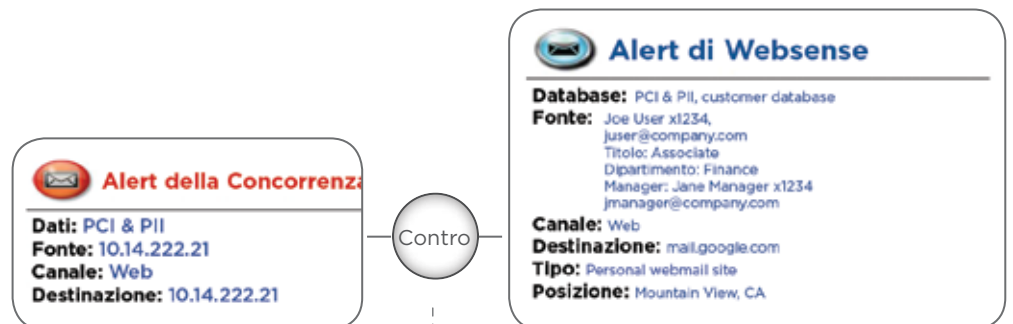 Alert della Concorrenza
Dati: PCI & PII
Fonte: 10.14.222.21
Canale: Web
Destinazione: 10.14.222.21
Contro
Alert di Websense
Database: PCI & PII, customer database
Fonte: Joe User x1234,
juser@company.com
Titolo: Associate
Dipartimento: Finance
Manager: Jane Manager x1234
jmanager@company.com
Canale: Web
Destinazione: mail.google.com
Tipo: Personal webmail site
Posizione: Mountain View, CA